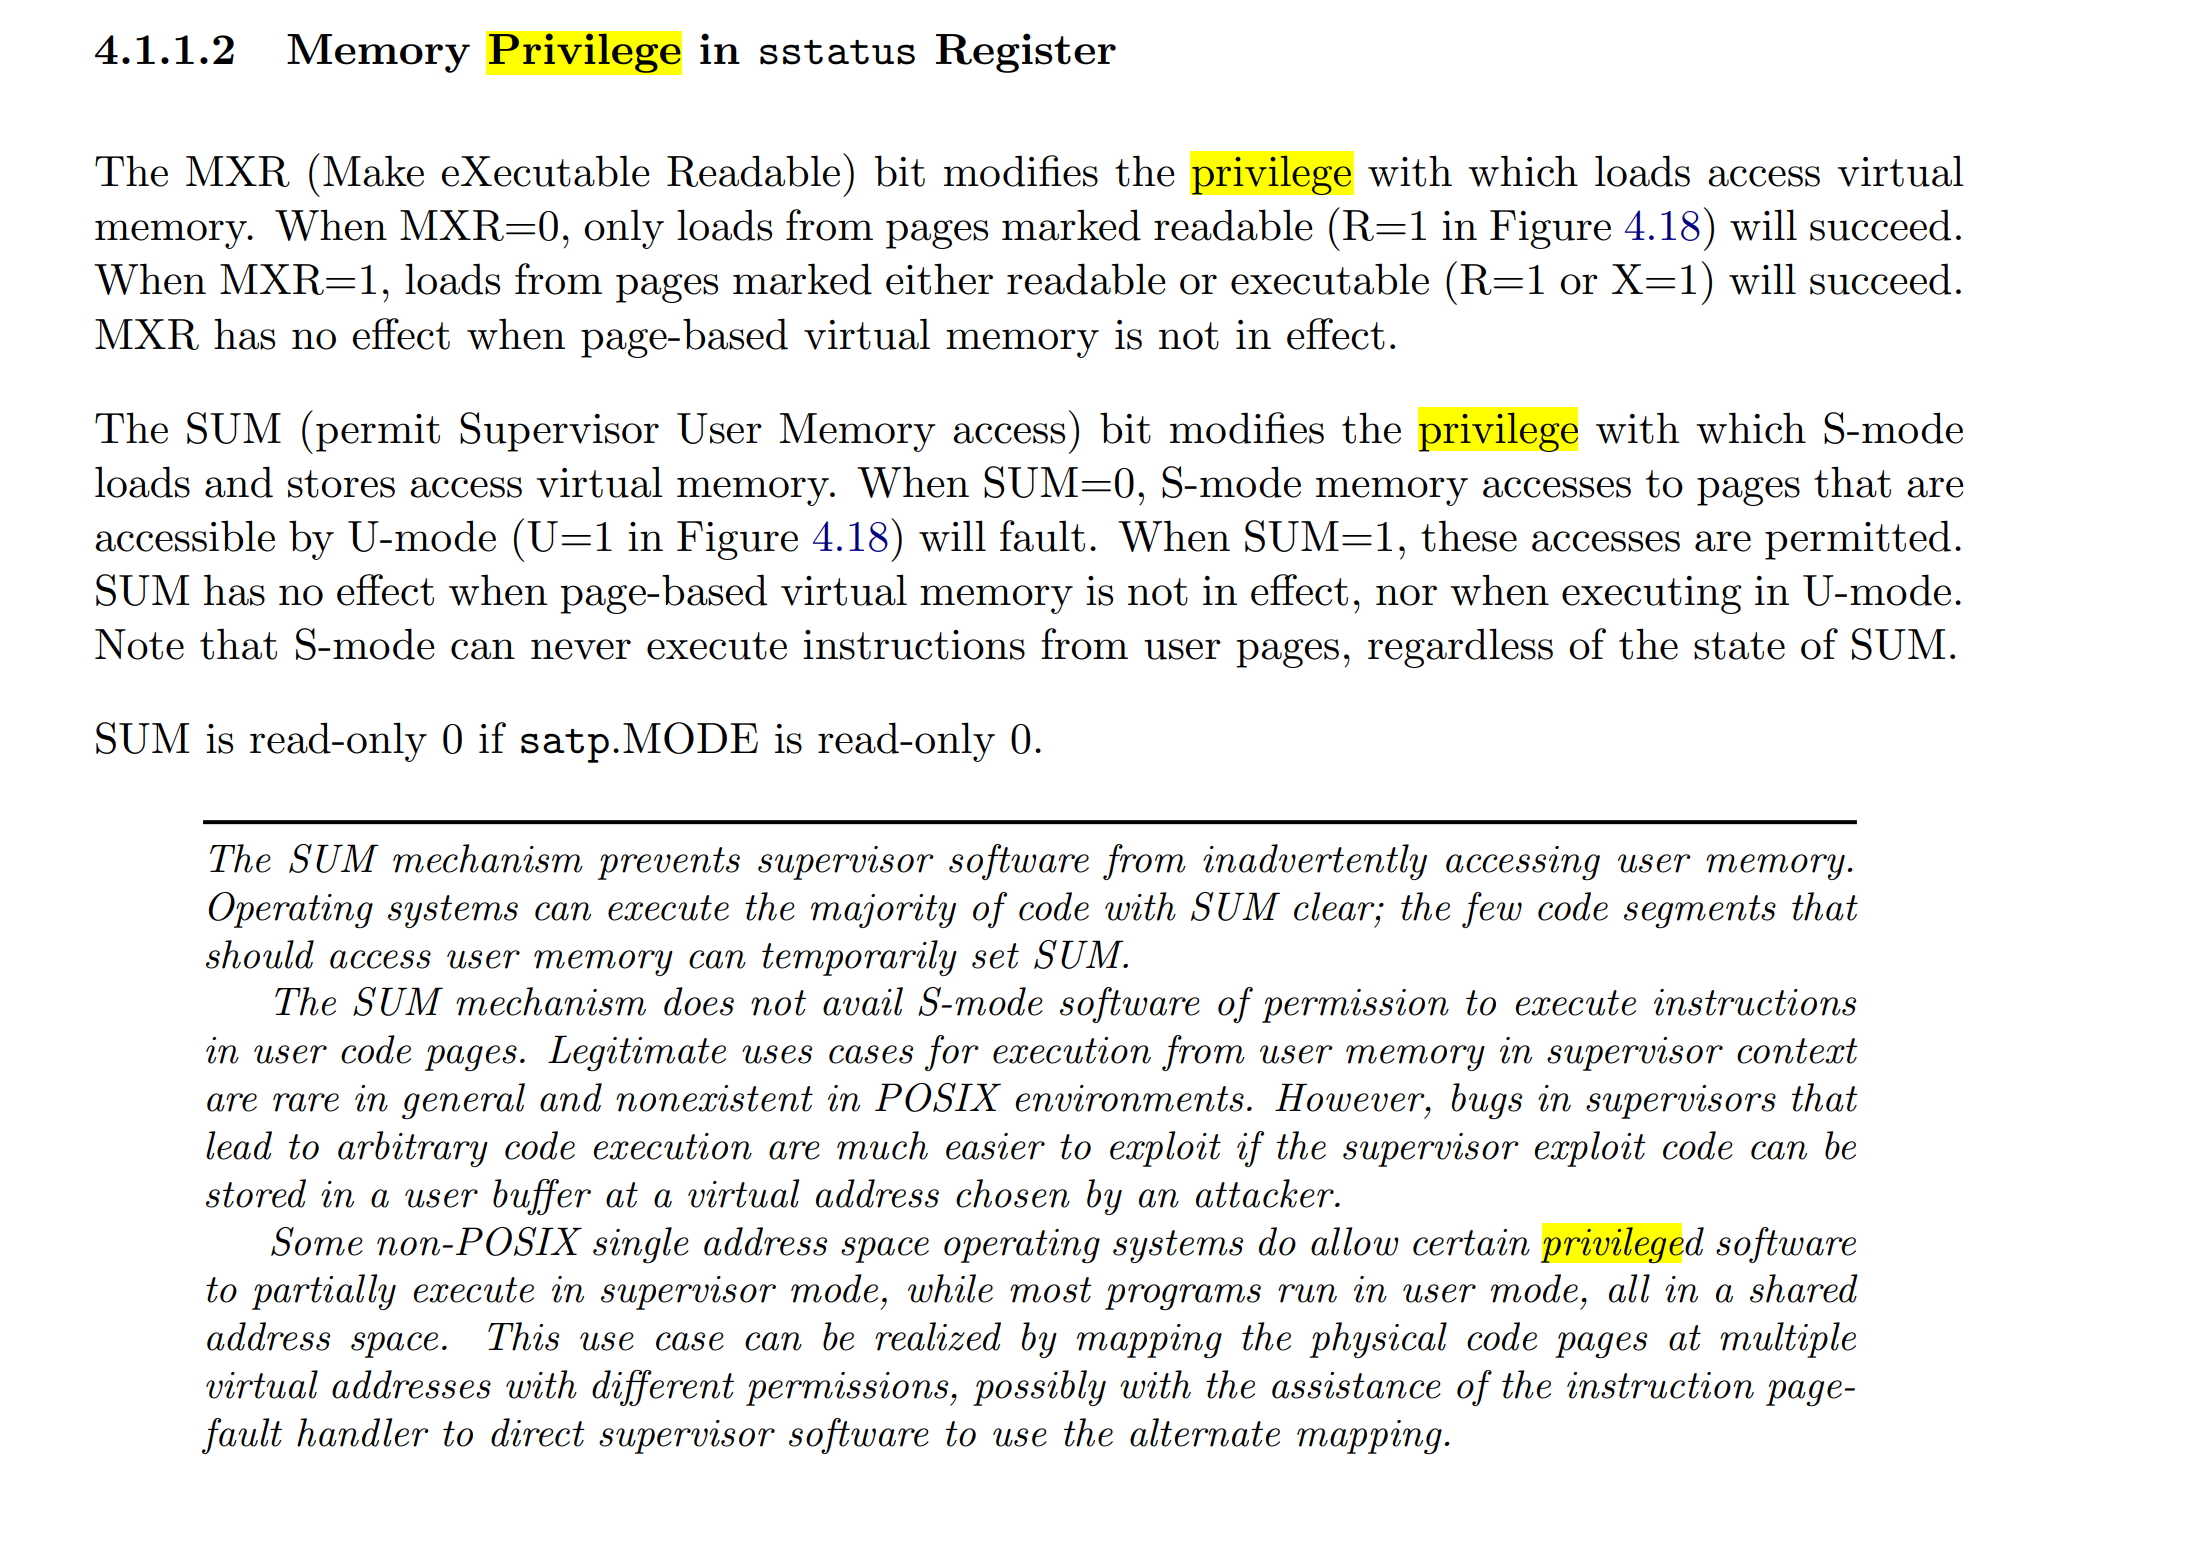 4.1.1.2 Memory Privilege in sstatus Register
The MXR (Make eXecutable Readable) bit modifies the privilege with which loads access virtual
memory. When MXR=0, only loads from pages marked readable (R=1 in Figure 4.18) will succeed.
When MXR=1, loads from pages marked either readable or executable (R=1 or X=1) will succeed.
MXR has no effect when page-based virtual memory is not in effect.
The SUM (permit Supervisor User Memory access) bit modifies the privilege with which S-mode
loads and stores access virtual memory. When SUM=0, S-mode memory accesses to pages that are
accessible by U-mode (U=1 in Figure 4.18) will fault. When SUM=1, these accesses are permitted.
SUM has no effect when page-based virtual memory is not in effect, nor when executing in U-mode.
Note that S-mode can never execute instructions from user pages, regardless of the state of SUM.
SUM is read-only 0 if satp.MODE is read-only 0.
The SUM mechanism prevents supervisor software from inadvertently accessing user memory.
Operating systems can execute the majority of code with SUM clear; the few code segments that
should access user memory can temporarily set SUM.
The SUM mechanism does not avail S-mode software of permission to execute instructions
in user code pages. Legitimate uses cases for execution from user memory in supervisor context
are rare in general and nonexistent in POSIX environments. However, bugs in supervisors that
lead to arbitrary code execution are much easier to exploit if the supervisor exploit code can be
stored in a user buffer at a virtual address chosen by an attacker.
Some non-POSIX single address space operating systems do allow certain privileged software
to partially execute in supervisor mode, while most programs run in user mode, all in a shared
address space. This use case can be realized by mapping the physical code pages at multiple
virtual addresses with different permissions, possibly with the assistance of the instruction page-
fault handler to direct supervisor software to use the alternate mapping.